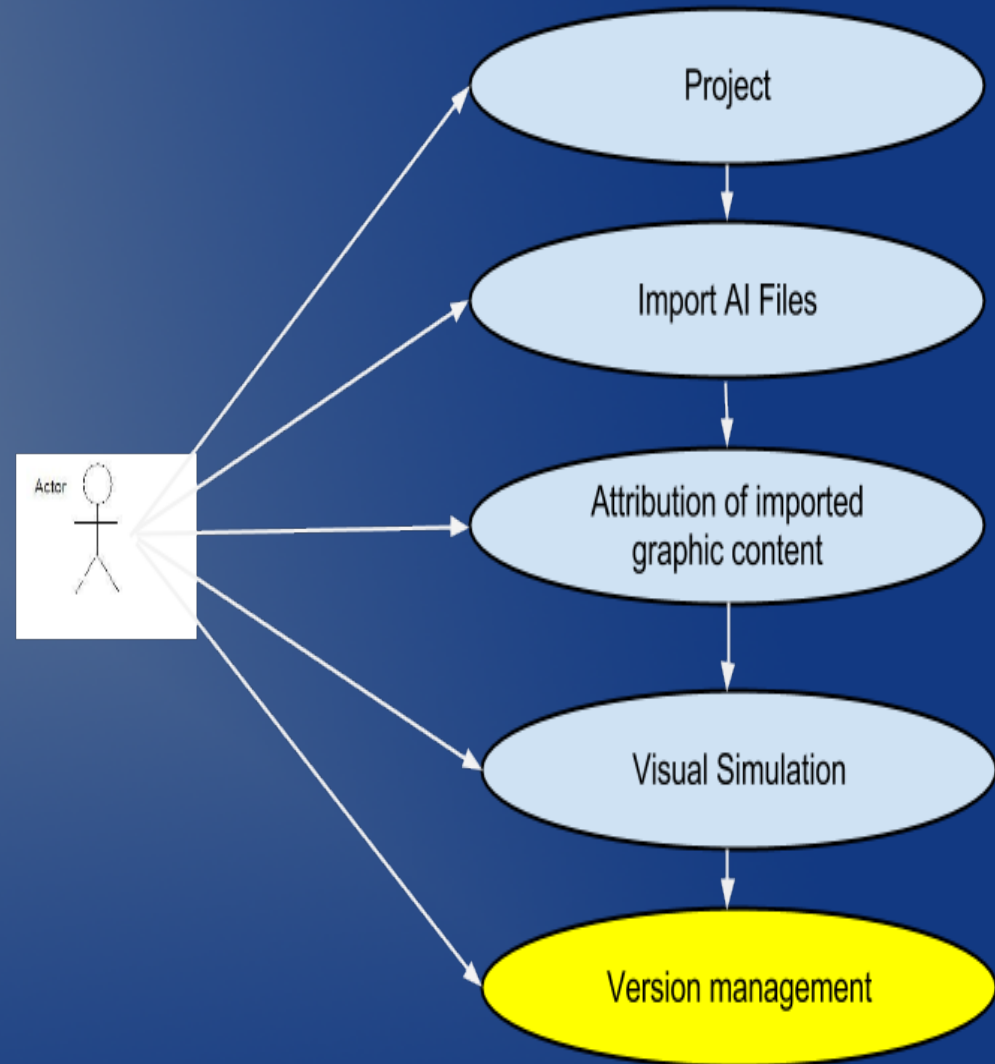 Project
Import AI Files
Actor
Attribution of imported
graphic content
Visual Simulation
Version management